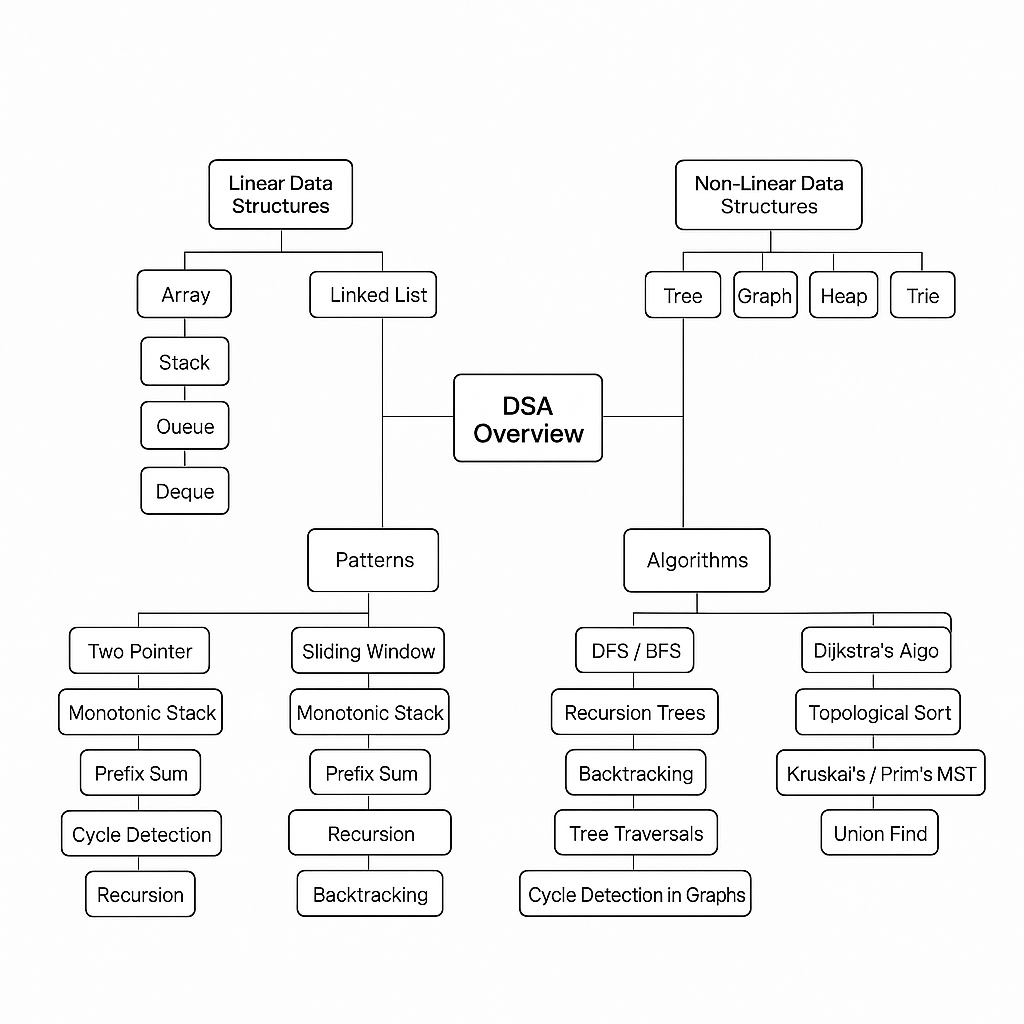 Linear Data
Structures
Non-Linear Data
Structures
Array
Linked List
Tree
Graph
Heap
Trie
Stack
DSA
Overview
Oueue
Deque
Patterns
Algorithms
Two Pointer
Sliding Window
DFS / BFS
Dijkstra's Aigo
Monotonic Stack
Monotonic Stack
Recursion Trees
Topological Sort
Prefix Sum
Prefix Sum
Backtracking
Kruskai's / Prim's MST
Cycle Detection
Recursion
Tree Traversals
Union Find
Recursion
Backtracking
Cycle Detection in Graphs